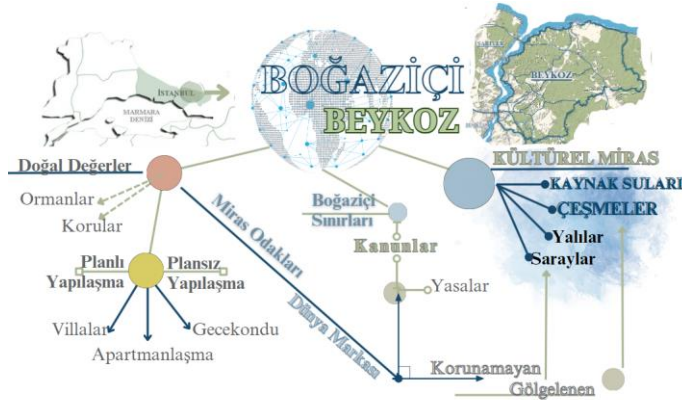 İSTANBUL
MARMARA
DENİZİ
BOĞAZİÇİ
BEYKOZ
BEYKOZ
Doğal Değerler
Ormanlar
Korular
Planlı
Yapılaşma
Plansız
Yapılaşma
Villalar
Apartmanlaşma
Gecekondu
Miras Odakları
Dünya Markası
Boğaziçi
Sınırları
Kanunlar
Yasalar
KÜLTÜREL MİRAS
KAYNAK SULARI
ÇEŞMELER
Yalılar
Saraylar
Korunamayan
Gölgelenen